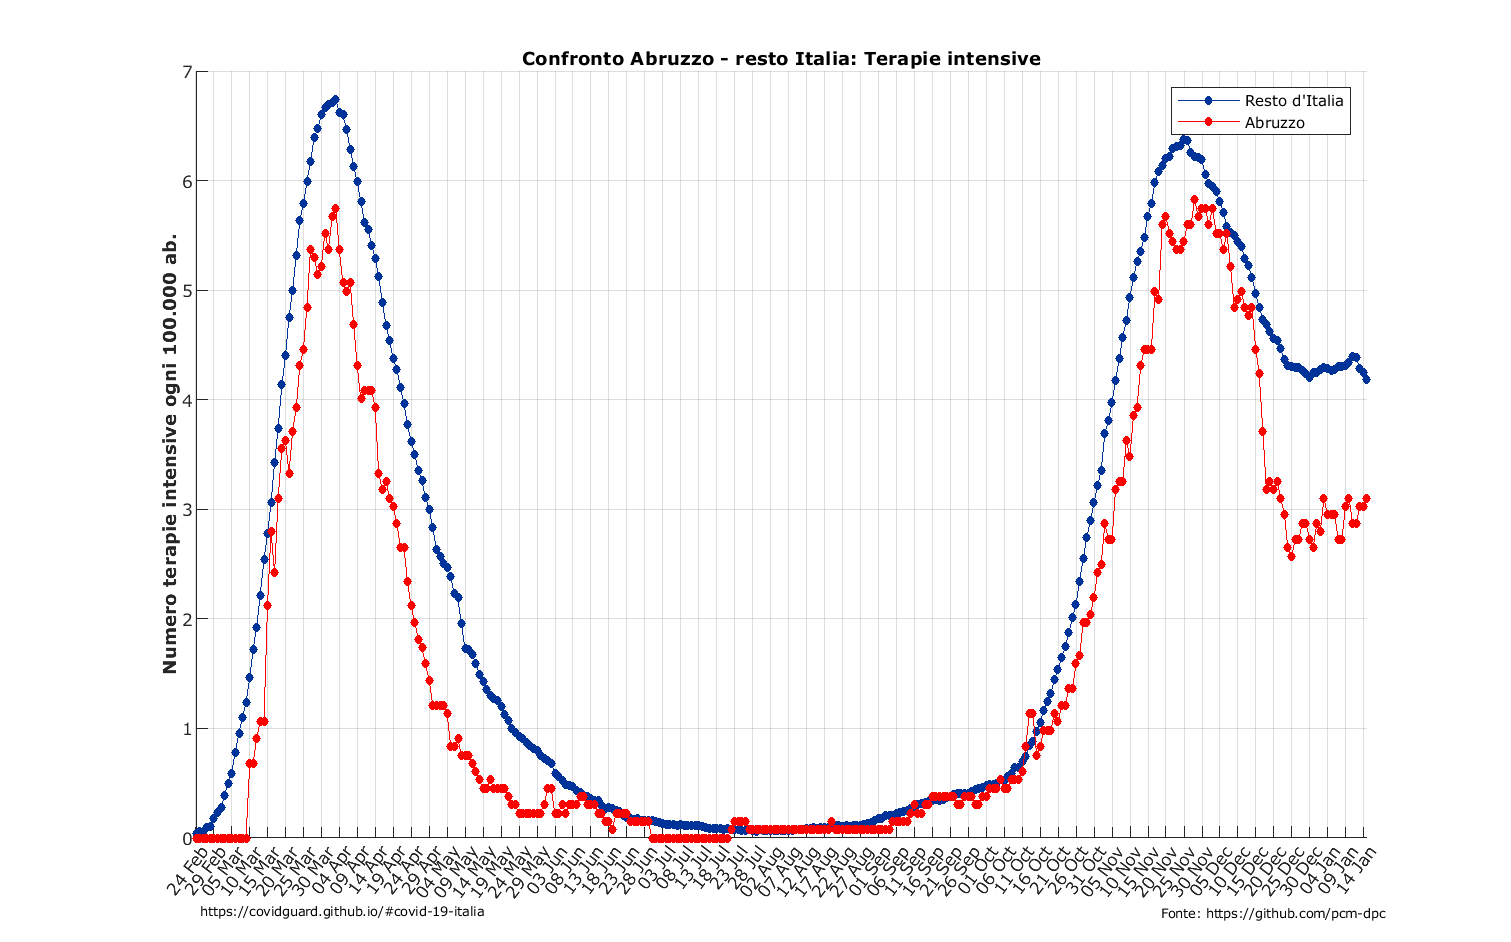 Confronto Abruzzo - resto Italia: Terapie intensive
Resto d'Italia
Abruzzo
Numero terapie intensive ogni 100.000 ab.
7
6
5
4
3
2
1
0
24 Feb
29 Feb
05 Mar
10 Mar
15 Mar
20 Mar
25 Mar
30 Mar
04 Apr
09 Apr
14 Apr
19 Apr
24 Apr
29 Apr
04 May
09 May
14 May
19 May
24 May
29 May
03 Jun
08 Jun
13 Jun
18 Jun
23 Jun
28 Jun
03 Jul
08 Jul
13 Jul
18 Jul
23 Jul
28 Jul
02 Aug
07 Aug
12 Aug
17 Aug
22 Aug
27 Aug
01 Sep
06 Sep
11 Sep
16 Sep
21 Sep
26 Sep
01 Oct
06 Oct
11 Oct
16 Oct
21 Oct
26 Oct
31 Oct
05 Nov
10 Nov
15 Nov
20 Nov
25 Nov
30 Nov
05 Dec
10 Dec
15 Dec
20 Dec
25 Dec
30 Dec
04 Jan
09 Jan
14 Jan
https://covidguard.github.io/#covid-19-italia
Fonte: https://github.com/pcm-dpc